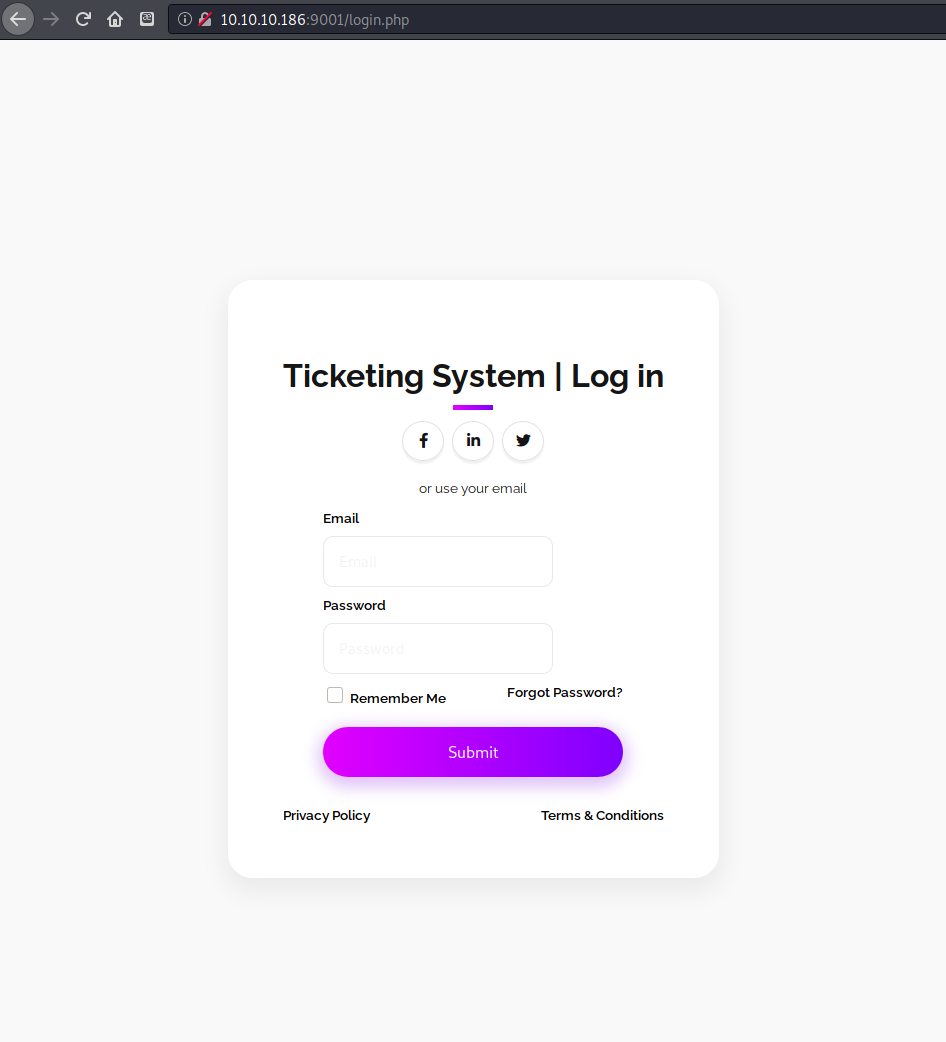 10.10.10.186:9001/login.php
Ticketing System | Log in
or use your email
Email
Email
Password
Password
Remember Me
Forgot Password?
Submit
Privacy Policy
Terms & Conditions